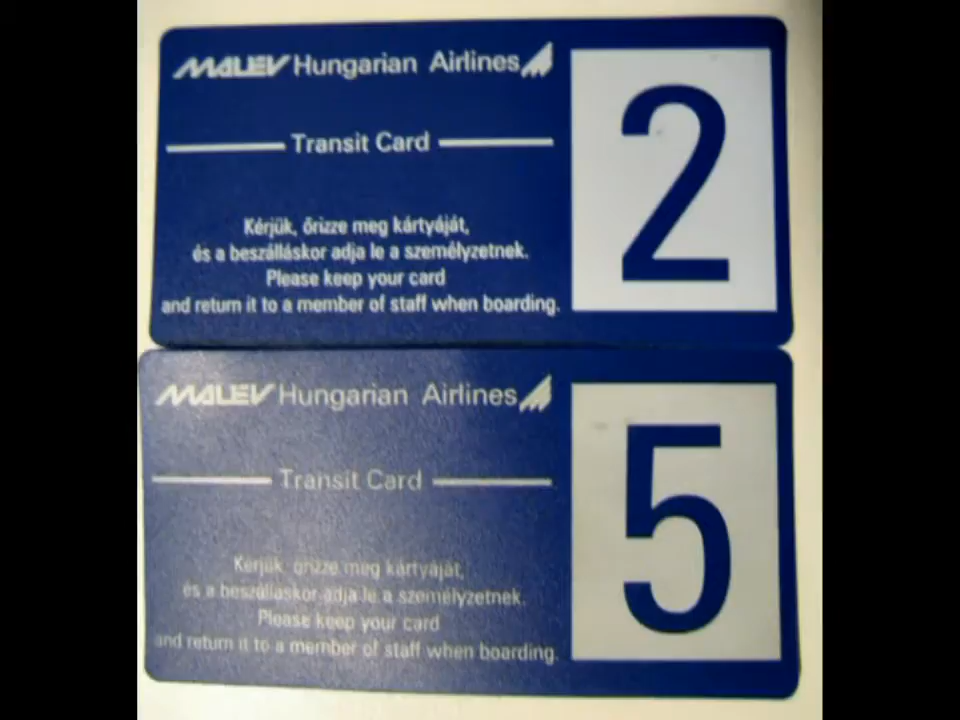 MALEV Hungarian Airlines
Transit Card
2
Kérjük, őrizze meg kártyáját,
és a beszálláskor adja le a személyzetnek.
Please keep your card
and return it to a member of staff when boarding.
MALEV Hungarian Airlines
Transit Card
5
Kérjük, őrizze meg kártyáját,
és a beszálláskor adja le a személyzetnek.
Please keep your card
and return it to a member of staff when boarding.